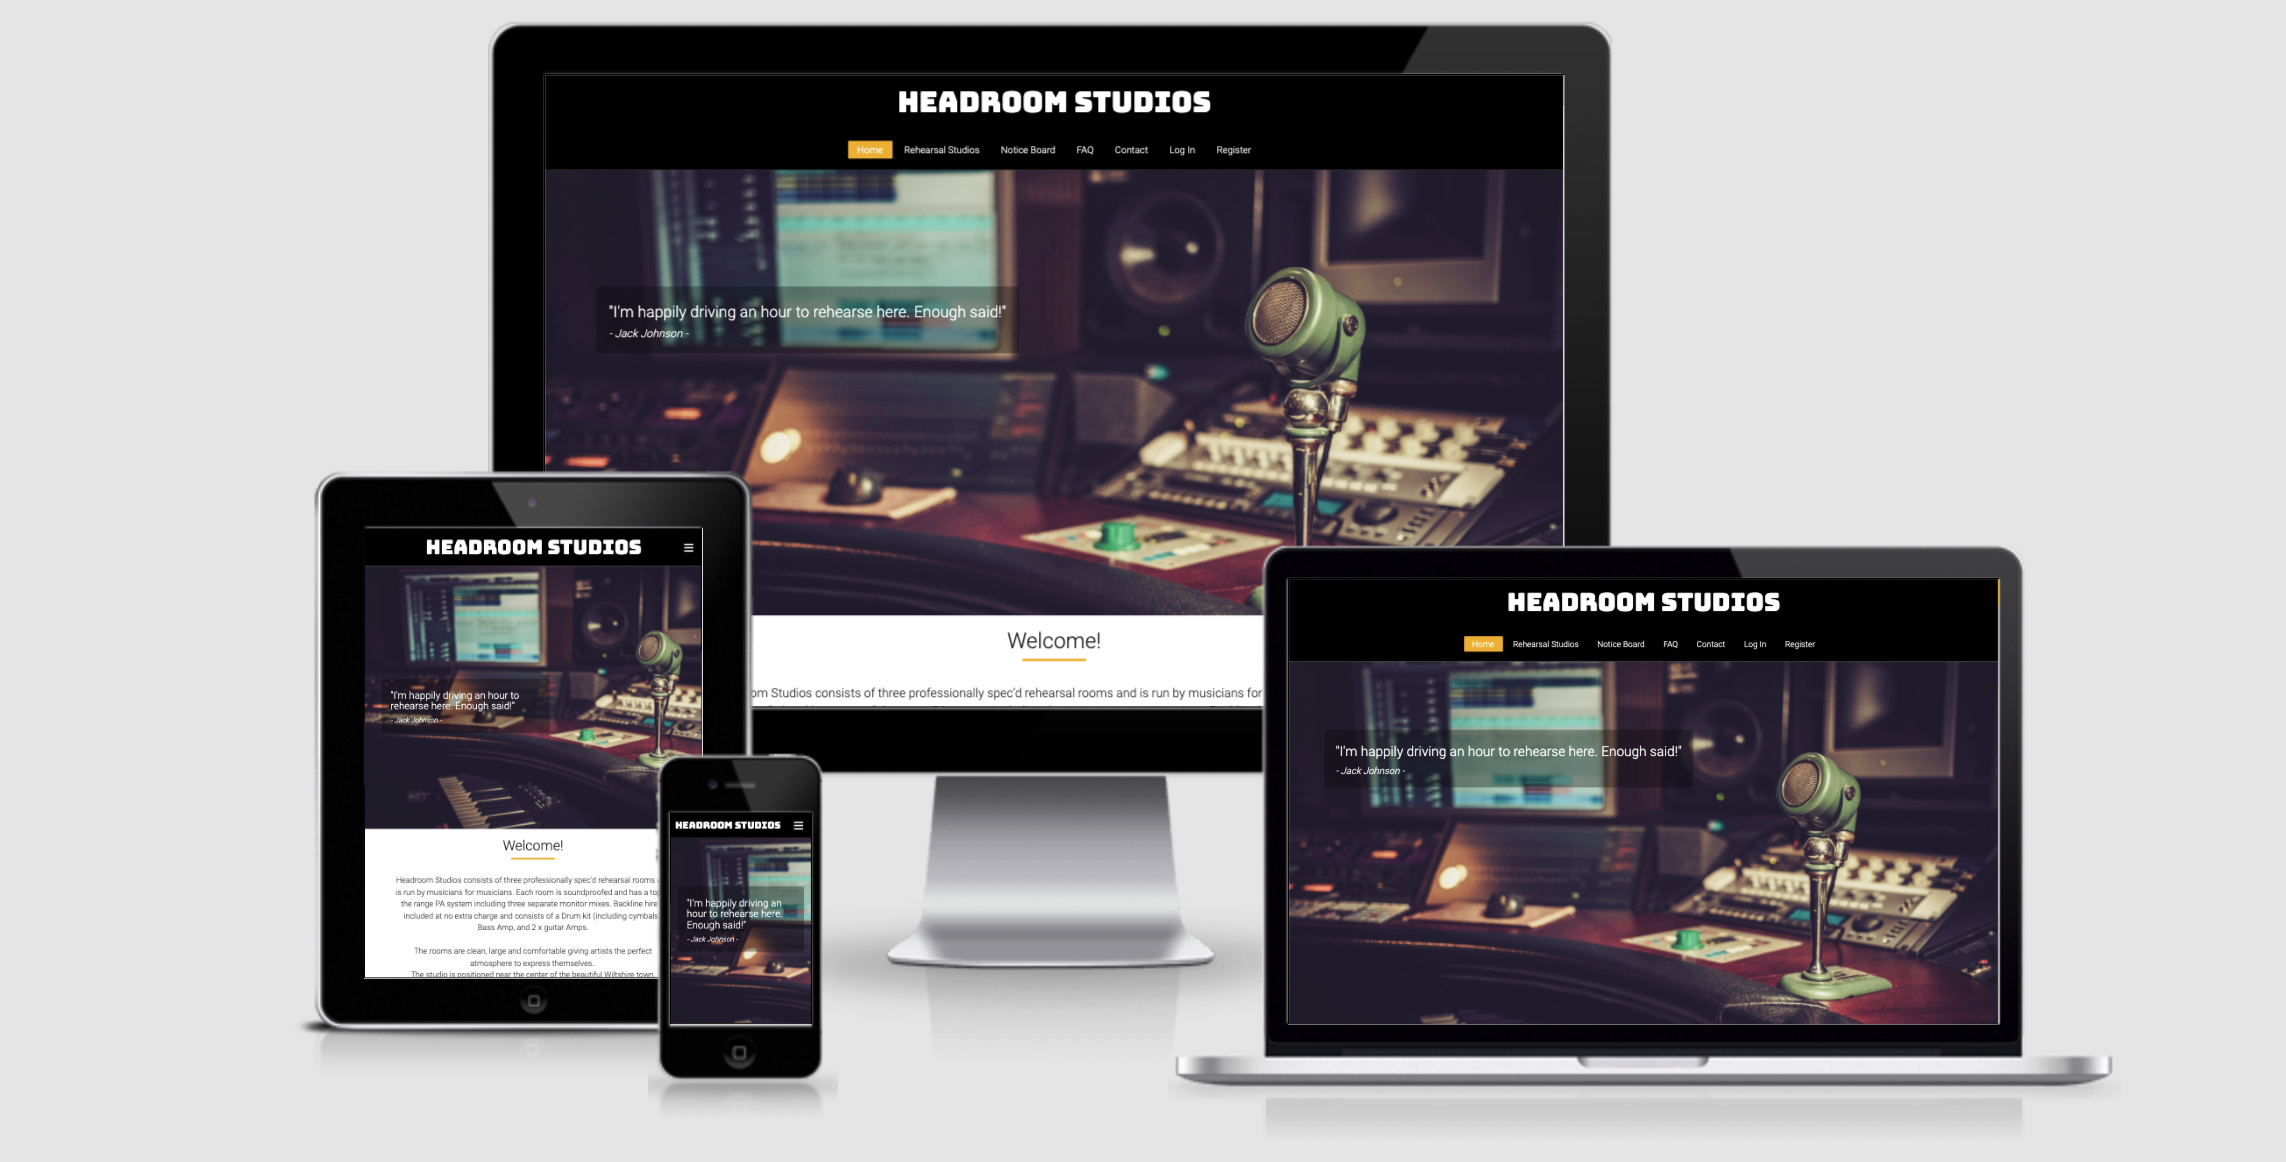 HEADROOM STUDIOS
Home Rehearsal Studios Notice Board FAQ Contact Log In Register
"I'm happily driving an hour to rehearse here. Enough said!"
- Jack Johnson -
Welcome!
om Studios consists of three professionally spec'd rehearsal rooms and is run by musicians for
HEADROOM STUDIOS
"I'm happily driving an hour to
rehearse here. Enough said!"
- Jack Johnson -
Welcome!
Headroom Studios consists of three professionally spec'd rehearsal rooms
is run by musicians for musicians. Each room is soundproofed and has a to
the range PA system including three separate monitor mixes. Backline hire
included at no extra charge and consists of a Drum kit (including cymbals
Bass Amp, and 2 x guitar Amps.
The rooms are clean, large and comfortable giving artists the perfect
atmosphere to express themselves..
The studio is positioned near the center of the beautiful Wiltshire town,
HEADROOM STUDIOS
"I'm happily driving an
hour to rehearse here.
Enough said!"
- Jack Johnson -
HEADROOM STUDIOS
Home Rehearsal Studios Notice Board FAQ Contact Log In Register
"I'm happily driving an hour to rehearse here. Enough said!"
- Jack Johnson -